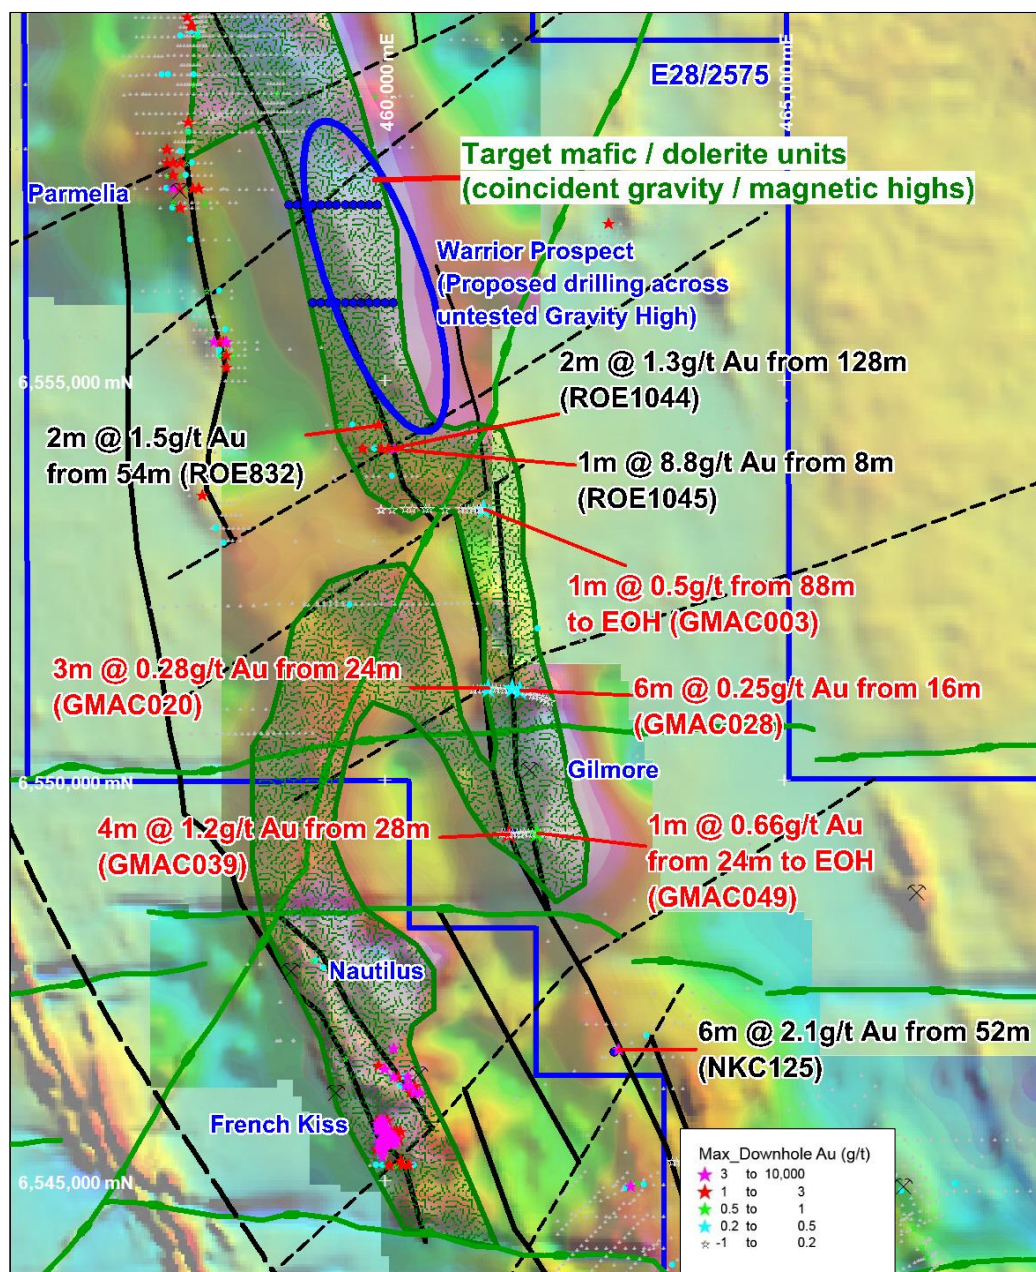 460,000 mE
465,000 mE
E28/2575
Target mafic / dolerite units
(coincident gravity / magnetic highs)
Parmelia
Warrior Prospect
(Proposed drilling across
untested Gravity High)
6,555,000 mN
2m @ 1.3g/t Au from 128m
(ROE1044)
2m @ 1.5g/t Au
from 54m (ROE832)
1m @ 8.8g/t Au from 8m
(ROE1045)
1m @ 0.5g/t from 88m
to EOH (GMAC003)
3m @ 0.28g/t Au from 24m
(GMAC020)
6m @ 0.25g/t Au from 16m
(GMAC028)
Gilmore
6,550,000 mN
4m @ 1.2g/t Au from 28m
(GMAC039)
1m @ 0.66g/t Au
from 24m to EOH
(GMAC049)
Nautilus
6m @ 2.1g/t Au from 52m
(NKC125)
French Kiss
6,545,000 mN
Max_Downhole Au (g/t)
3 to 10,000
1 to 3
0.5 to 1
0.2 to 0.5
-1 to 0.2